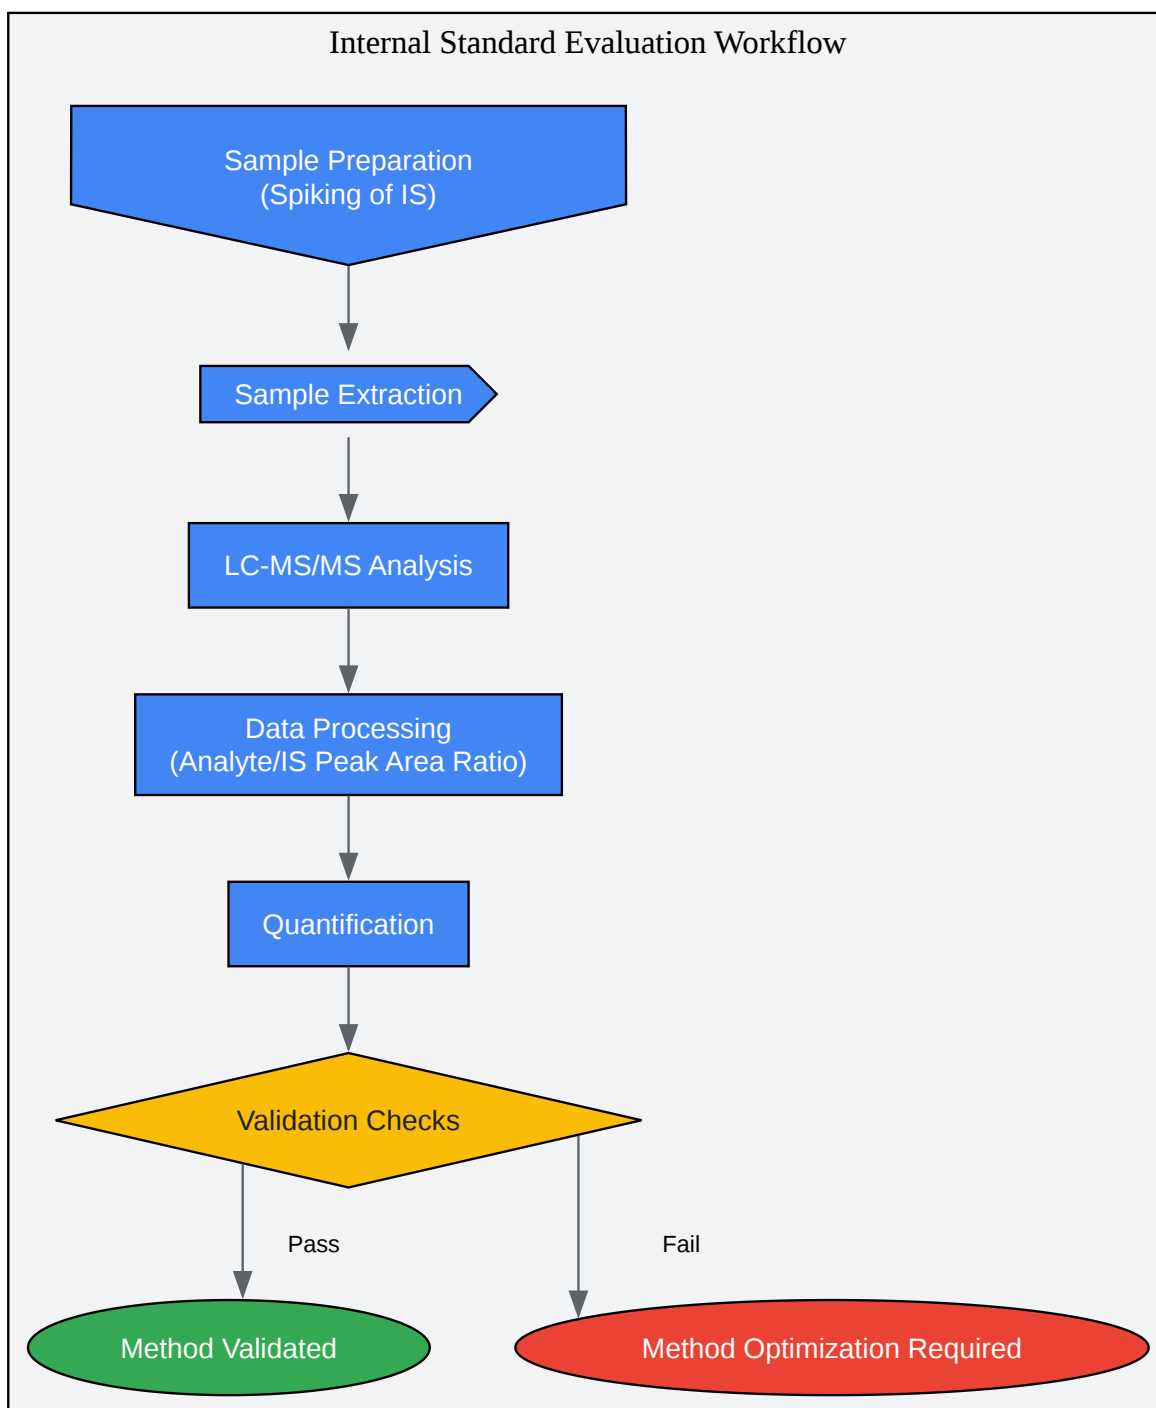 Internal Standard Evaluation Workflow
Sample Preparation
(Spiking of IS)
Sample Extraction
LC-MS/MS Analysis
Data Processing
(Analyte/IS Peak Area Ratio)
Quantification
Validation Checks
Pass
Fail
Method Validated
Method Optimization Required